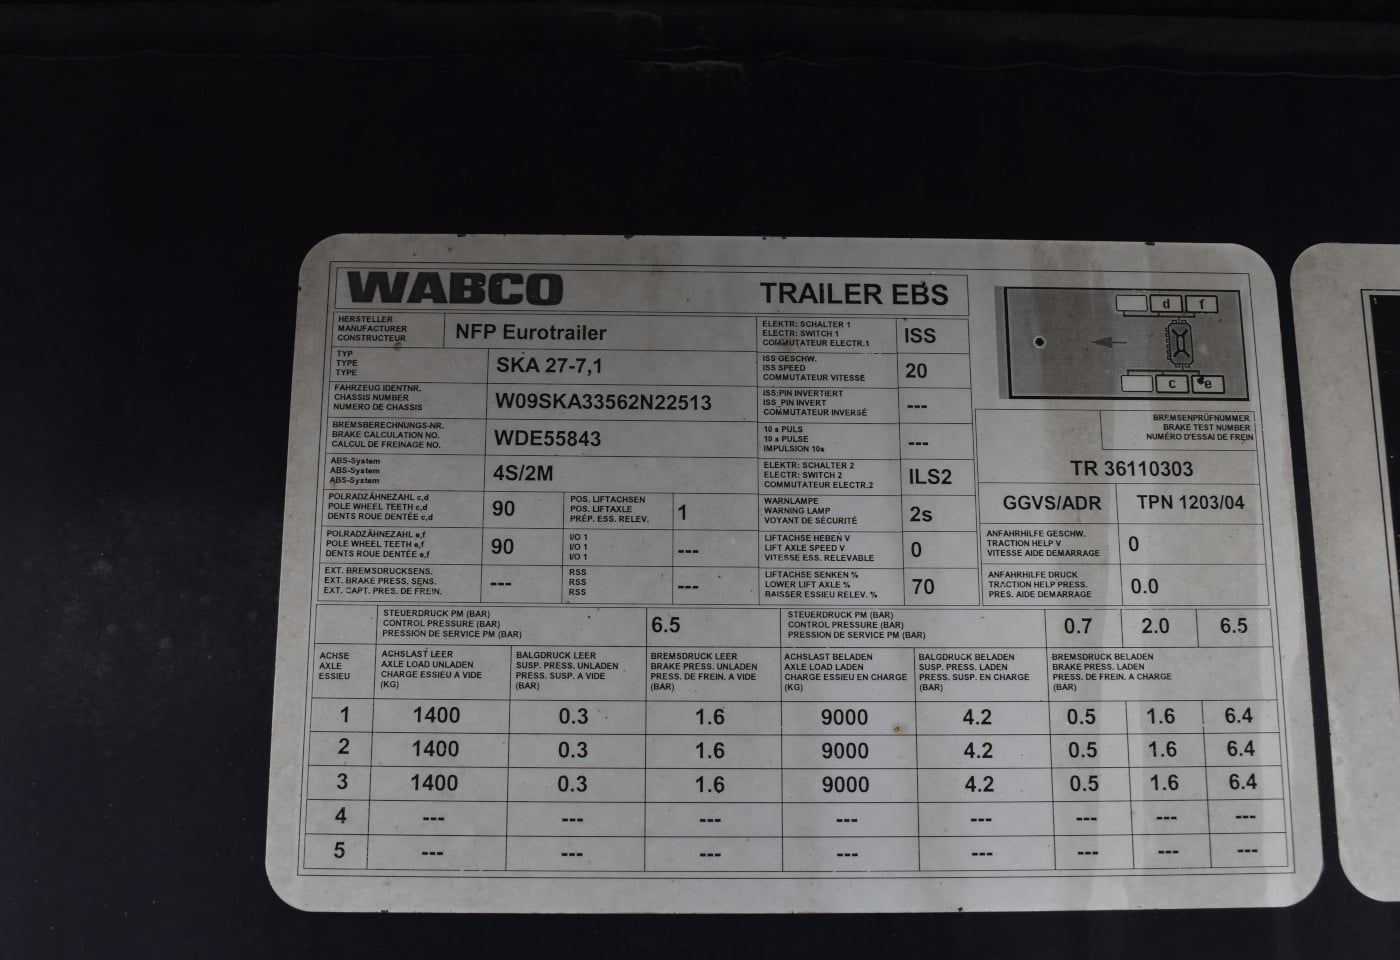 WABCO
TRAILER EBS
HERSTELLER
MANUFACTURER
CONSTRUCTEUR
NFP Eurotrailer
ELEKTR: SCHALTER 1
ELECTR: SWITCH 1
COMMUTATEUR ELECTR.1
ISS
TYP
TYPE
TYPE
SKA 27-7,1
ISS GESCHW.
ISS SPEED
COMMUTATEUR VITESSE
20
FAHRZEUG IDENTNR.
CHASSIS NUMBER
NUMERO DE CHASSIS
W09SKA33562N22513
ISS:PIN INVERTIERT
ISS_PIN INVERT
COMMUTATEUR INVERSÉ
---
BREMSBERECHNUNGS-NR.
BRAKE CALCULATION NO.
CALCUL DE FREINAGE NO.
WDE55843
10 s PULS
10 s PULSE
IMPULSION 10s
---
ABS-System
ABS-System
ABS-System
4S/2M
ELEKTR: SCHALTER 2
ELECTR: SWITCH 2
COMMUTATEUR ELECTR.2
ILS2
POLRADZÄHNEZAHL c,d
POLE WHEEL TEETH c,d
DENTS ROUE DENTÉE c,d
90
POS. LIFTACHSEN
POS. LIFTAXLE
PRÉP. ESS. RELEV.
1
WARNLAMPE
WARNING LAMP
VOYANT DE SÉCURITÉ
2s
POLRADZÄHNEZAHL e,f
POLE WHEEL TEETH e,f
DENTS ROUE DENTÉE e,f
90
I/O 1
I/O 1
I/O 1
---
LIFTACHSE HEBEN V
LIFT AXLE SPEED V
VITESSE ESS. RELEVABLE
0
EXT. BREMSDRUCKSENS.
EXT. BRAKE PRESS. SENS.
EXT. CAPT. PRES. DE FREIN.
---
RSS
RSS
RSS
---
LIFTACHSE SENKEN %
LOWER LIFT AXLE %
BAISSER ESSIEU RELEV. %
70
d f
c e
BREMSENPRÜFNUMMER
BRAKE TEST NUMBER
NUMÉRO D'ESSAI DE FREIN
TR 36110303
GGVS/ADR TPN 1203/04
ANFAHRHILFE GESCHW.
TRACTION HELP V
VITESSE AIDE DEMARRAGE
0
ANFAHRHILFE DRUCK
TRACTION HELP PRESS.
PRES. AIDE DEMARRAGE
0.0
STEUERDRUCK PM (BAR)
CONTROL PRESSURE (BAR)
PRESSION DE SERVICE PM (BAR)
6.5
STEUERDRUCK PM (BAR)
CONTROL PRESSURE (BAR)
PRESSION DE SERVICE PM (BAR)
0.7 2.0 6.5
ACHSE
AXLE
ESSIEU
ACHSLAST LEER
AXLE LOAD UNLADEN
CHARGE ESSIEU A VIDE
(KG)
BALGDRUCK LEER
SUSP. PRESS. UNLADEN
PRESS. SUSP. A VIDE
(BAR)
BREMSDRUCK LEER
BRAKE PRESS. UNLADEN
PRESS. DE FREIN. A VIDE
(BAR)
ACHSLAST BELADEN
AXLE LOAD LADEN
CHARGE ESSIEU EN CHARGE
(KG)
BALGDRUCK BELADEN
SUSP. PRESS. LADEN
PRESS. SUSP. EN CHARGE
(BAR)
BREMSDRUCK BELADEN
BRAKE PRESS. LADEN
PRESS. DE FREIN. A CHARGE
(BAR)
1 1400 0.3 1.6 9000 4.2 0.5 1.6 6.4
2 1400 0.3 1.6 9000 4.2 0.5 1.6 6.4
3 1400 0.3 1.6 9000 4.2 0.5 1.6 6.4
4 --- --- --- --- --- --- --- ---
5 --- --- --- --- --- --- --- ---
1